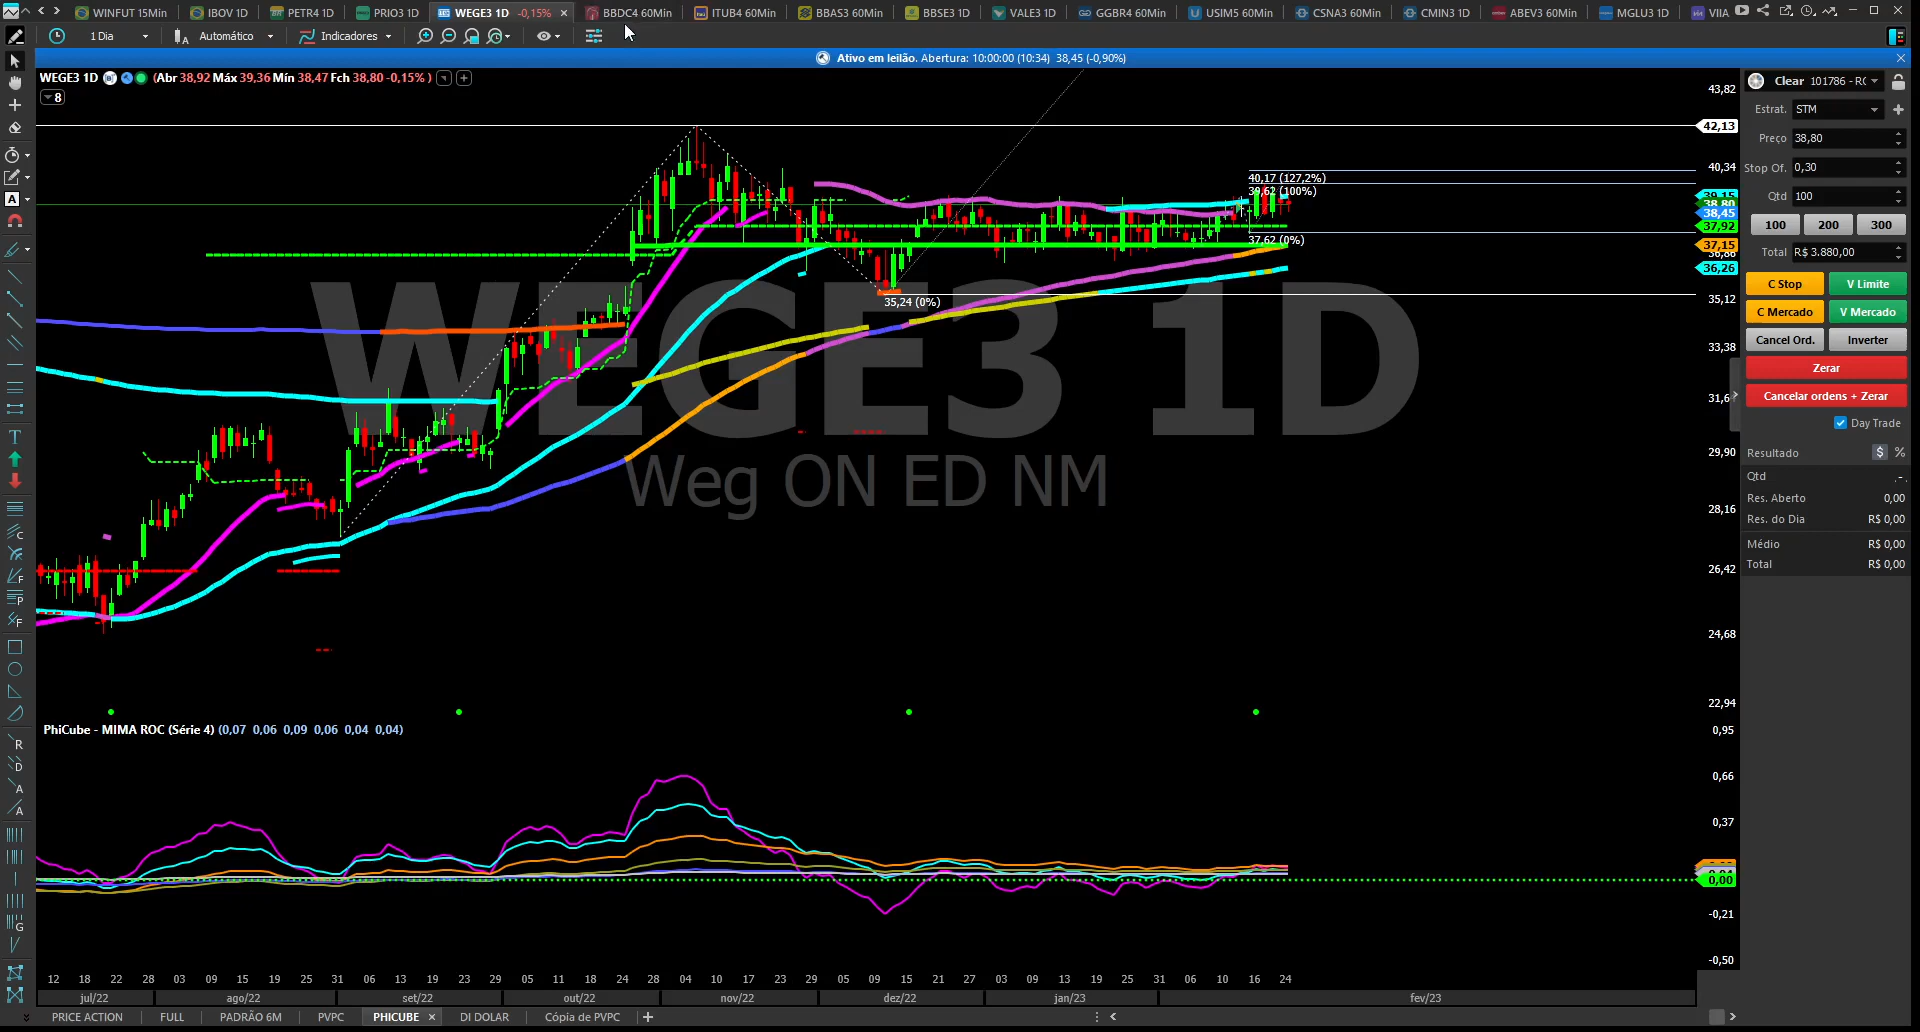 WINFUT 15Min IBOV 1D PETR4 1D PRIO3 1D WEGE3 1D -0,15% BBDC4 60Min ITUB4 60Min BBAS3 60Min BBSE3 1D VALE3 1D GGBR4 60Min USIM5 60Min CSNA3 60Min CMIN3 1D ABEV3 60Min MGLU3 1D VIIA
1 Dia Automático Indicadores
Ativo em leilão. Abertura: 10:00:00 (10:34) 38,45 (-0,90%)
WEGE3 1D (Abr 38,92 Máx 39,36 Mín 38,47 Fch 38,80 -0,15% )
8
43,82
42,13
40,34
40,17 (127,2%)
39,62 (100%)
39,15
38,80
38,45
37,92
37,62 (0%)
37,15
36,86
36,26
35,24 (0%)
35,12
33,38
31,6
29,90
28,16
26,42
24,68
22,94
WEGE3 1D
Weg ON ED NM
PhiCube - MIMA ROC (Série 4) (0,07 0,06 0,09 0,06 0,04 0,04)
0,95
0,66
0,37
0,00
-0,21
-0,50
12 18 22 28 03 09 15 19 25 31 06 13 19 23 29 05 11 18 24 28 04 10 17 23 29 05 09 15 21 27 03 09 13 19 25 31 06 10 16 24
jul/22 ago/22 set/22 out/22 nov/22 dez/22 jan/23 fev/23
PRICE ACTION FULL PADRÃO 6M PVPC PHICUBE DI DOLAR Cópia de PVPC
Clear 101786 - RO
Estrat. STM
Preço 38,80
Stop Of. 0,30
Qtd 100
100 200 300
Total R$ 3.880,00
C Stop V Limite
C Mercado V Mercado
Cancel Ord. Inverter
Zerar
Cancelar ordens + Zerar
Day Trade
Resultado $ %
Qtd
Res. Aberto 0,00
Res. do Dia R$ 0,00
Médio R$ 0,00
Total R$ 0,00